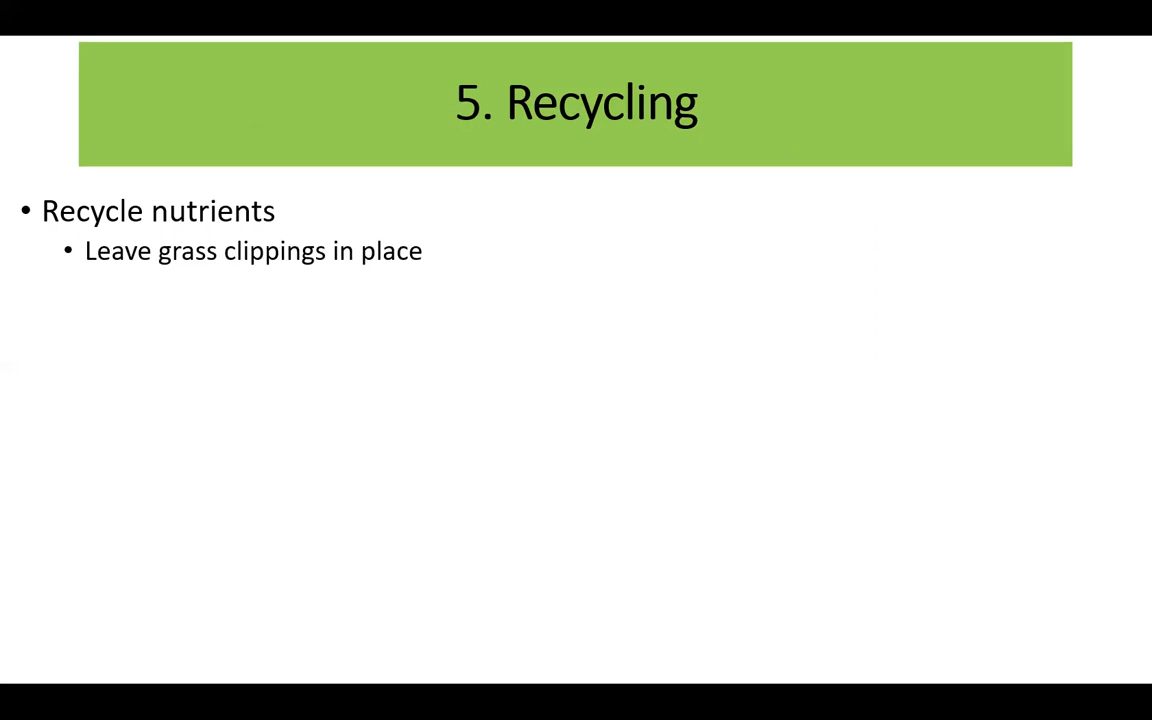 5. Recycling
• Recycle nutrients
• Leave grass clippings in place